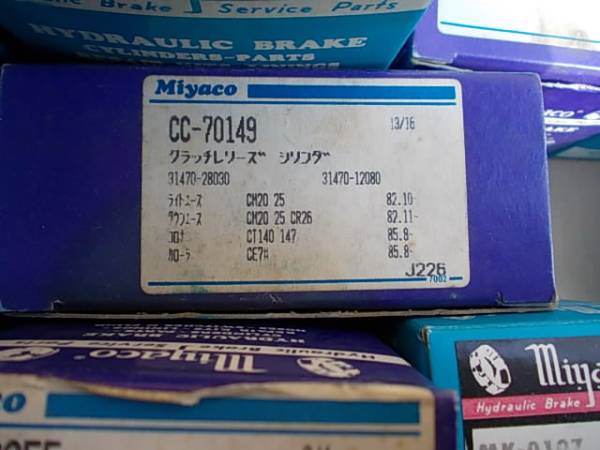 Brake Service Parts
HYDRAULIC BRAKE
CYLINDERS-PARTS
Miyaco
CC-70149 13/16
クラッチレリーズ シリンダ
31470-28030 31470-12080
ライトエース CM20 25 82.10-
タウンエース CM20 25 CR26 82.11-
コロナ CT140 147 85.8-
カローラ CE7# 85.8-
J226
7002
Miyaco
Hydraulic
Miya
Hydraulic Brake